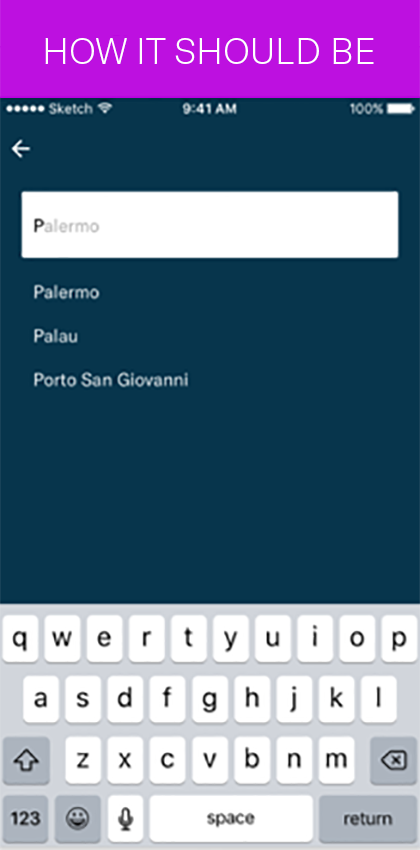 HOW IT SHOULD BE
Sketch 9:41 AM 100%
Palermo
Palermo
Palau
Porto San Giovanni
q w e r t y u i o p
a s d f g h j k l
z x c v b n m
123 space return